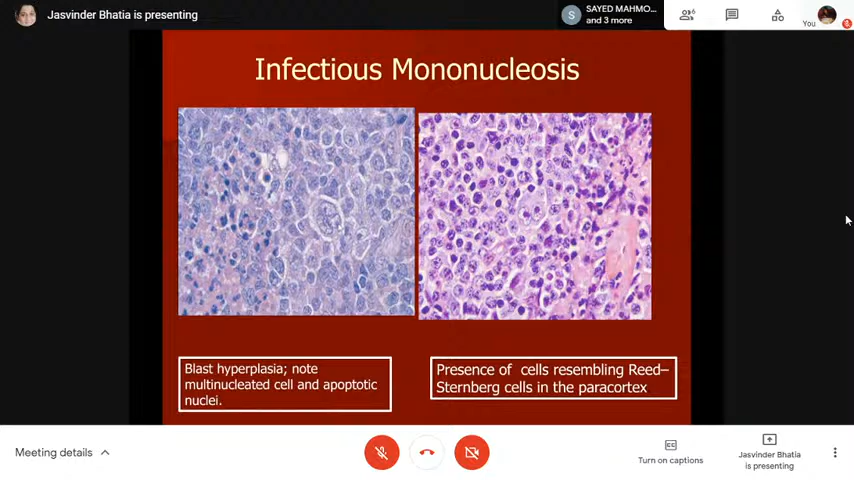 Jasvinder Bhatia is presenting
S
SAYED MAHMO...
and 3 more
6
You
Infectious Mononucleosis
Blast hyperplasia; note
multinucleated cell and apoptotic
nuclei.
Presence of cells resembling Reed–
Sternberg cells in the paracortex
Meeting details
Turn on captions
Jasvinder Bhatia
is presenting